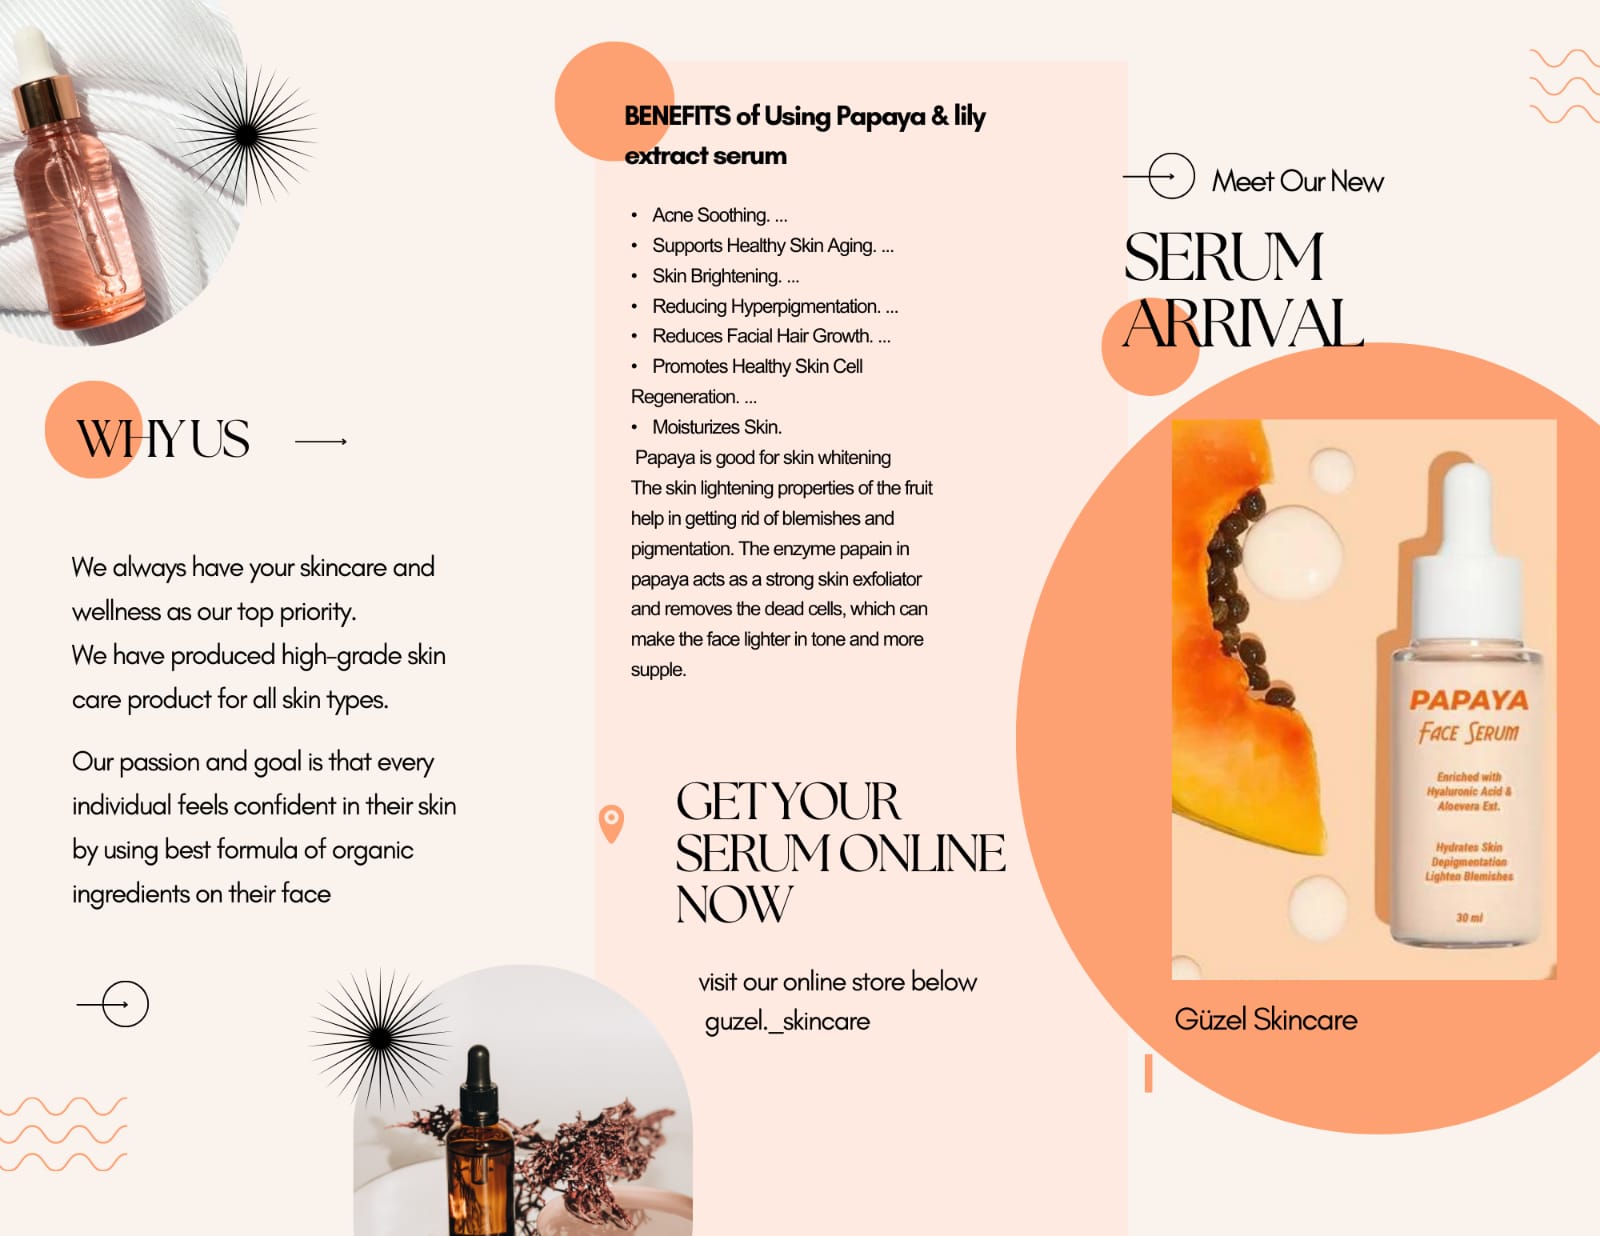 WHY US
We always have your skincare and
wellness as our top priority.
We have produced high-grade skin
care product for all skin types.
Our passion and goal is that every
individual feels confident in their skin
by using best formula of organic
ingredients on their face
BENEFITS of Using Papaya & lily
extract serum
• Acne Soothing. ...
• Supports Healthy Skin Aging. ...
• Skin Brightening. ...
• Reducing Hyperpigmentation. ...
• Reduces Facial Hair Growth. ...
• Promotes Healthy Skin Cell
Regeneration. ...
• Moisturizes Skin.
Papaya is good for skin whitening
The skin lightening properties of the fruit
help in getting rid of blemishes and
pigmentation. The enzyme papain in
papaya acts as a strong skin exfoliator
and removes the dead cells, which can
make the face lighter in tone and more
supple.
GET YOUR
SERUM ONLINE
NOW
visit our online store below
guzel._skincare
Meet Our New
SERUM
ARRIVAL
PAPAYA
FACE SERUM
Enriched with
Hyaluronic Acid &
Aloevera Ext.
Hydrates Skin
Depigmentation
Lighten Blemishes
30 ml
Güzel Skincare